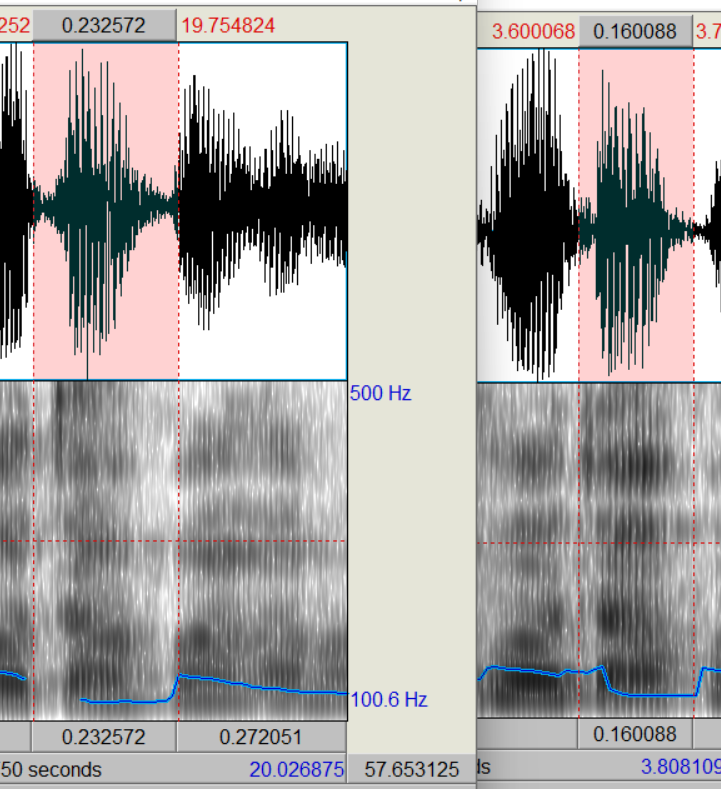 252 0.232572 19.754824 3.600068 0.160088 3.7
500 Hz
100.6 Hz
0.232572 0.272051 0.160088
50 seconds 20.026875 57.653125 ds 3.808109